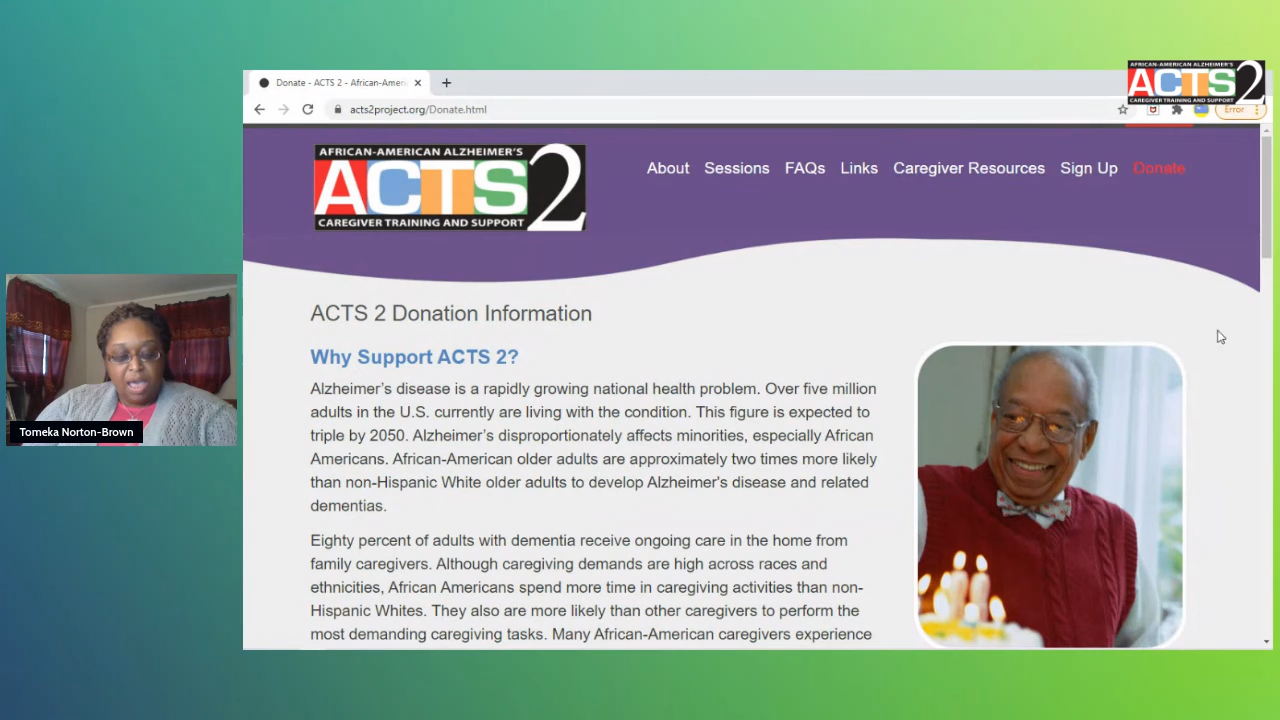 Donate - ACTS 2 - African-Ameri
acts2project.org/Donate.html
Error
AFRICAN-AMERICAN ALZHEIMER'S
ACTS 2
CAREGIVER TRAINING AND SUPPORT
AFRICAN-AMERICAN ALZHEIMER'S
ACTS 2
CAREGIVER TRAINING AND SUPPORT
About Sessions FAQs Links Caregiver Resources Sign Up Donate
ACTS 2 Donation Information
Why Support ACTS 2?
Alzheimer's disease is a rapidly growing national health problem. Over five million
adults in the U.S. currently are living with the condition. This figure is expected to
triple by 2050. Alzheimer's disproportionately affects minorities, especially African
Americans. African-American older adults are approximately two times more likely
than non-Hispanic White older adults to develop Alzheimer's disease and related
dementias.
Eighty percent of adults with dementia receive ongoing care in the home from
family caregivers. Although caregiving demands are high across races and
ethnicities, African Americans spend more time in caregiving activities than non-
Hispanic Whites. They also are more likely than other caregivers to perform the
most demanding caregiving tasks. Many African-American caregivers experience
Tomeka Norton-Brown